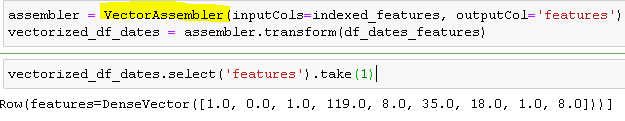 assembler = VectorAssembler(inputCols=indexed_features, outputCol='features')
vectorized_df_dates = assembler.transform(df_dates_features)
vectorized_df_dates.select('features').take(1)
Row(features=DenseVector([1.0, 0.0, 1.0, 119.0, 8.0, 35.0, 18.0, 1.0, 8.0]))]